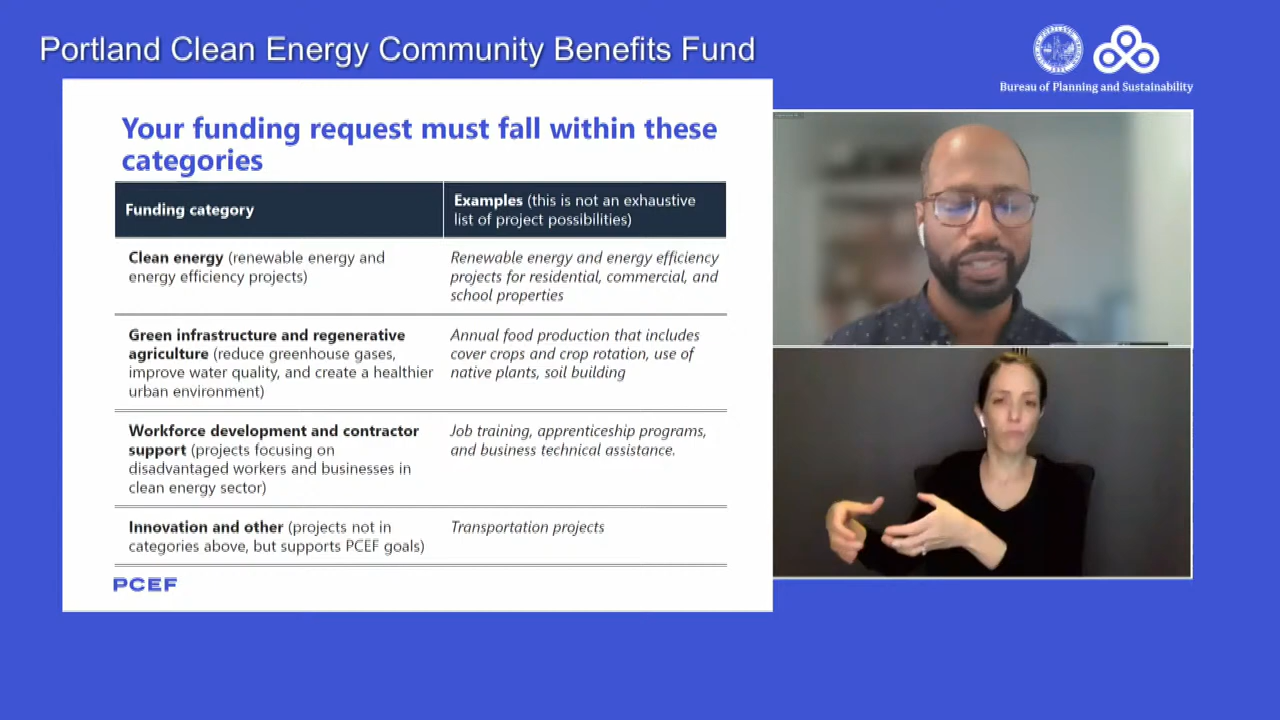 Portland Clean Energy Community Benefits Fund
Bureau of Planning and Sustainability
Your funding request must fall within these
categories
Funding category
Examples (this is not an exhaustive
list of project possibilities)
Clean energy (renewable energy and
energy efficiency projects)
Renewable energy and energy efficiency
projects for residential, commercial, and
school properties
Green infrastructure and regenerative
agriculture (reduce greenhouse gases,
improve water quality, and create a healthier
urban environment)
Annual food production that includes
cover crops and crop rotation, use of
native plants, soil building
Workforce development and contractor
support (projects focusing on
disadvantaged workers and businesses in
clean energy sector)
Job training, apprenticeship programs,
and business technical assistance.
Innovation and other (projects not in
categories above, but supports PCEF goals)
Transportation projects
PCEF